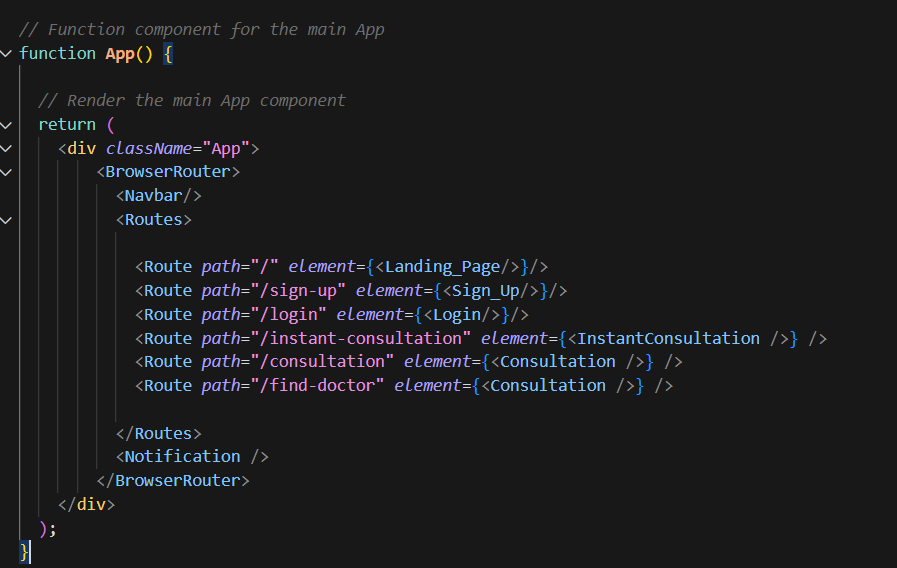 // Function component for the main App
function App() {
// Render the main App component
return (
<div className="App">
<BrowserRouter>
<Navbar/>
<Routes>
<Route path="/" element={<Landing_Page/>}/>
<Route path="/sign-up" element={<Sign_Up/>}/>
<Route path="/login" element={<Login/>}/>
<Route path="/instant-consultation" element={<InstantConsultation />} />
<Route path="/consultation" element={<Consultation />} />
<Route path="/find-doctor" element={<Consultation />} />
</Routes>
<Notification />
</BrowserRouter>
</div>
);
}